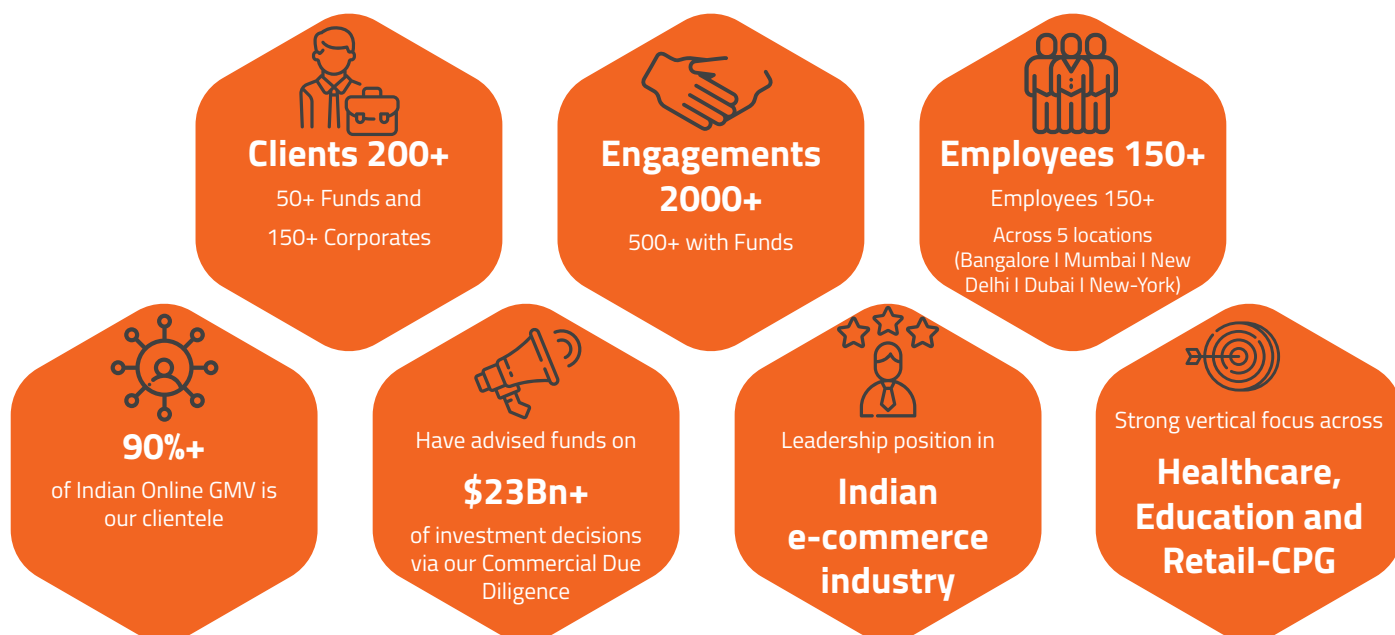 Clients 200+
50+ Funds and
150+ Corporates
Engagements
2000+
500+ with Funds
Employees 150+
Employees 150+
Across 5 locations
(Bangalore I Mumbai I New
Delhi I Dubai I New-York)
90%+
of Indian Online GMV is
our clientele
Have advised funds on
$23Bn+
of investment decisions
via our Commercial Due
Diligence
Leadership position in
Indian
e-commerce
industry
Strong vertical focus across
Healthcare,
Education and
Retail-CPG